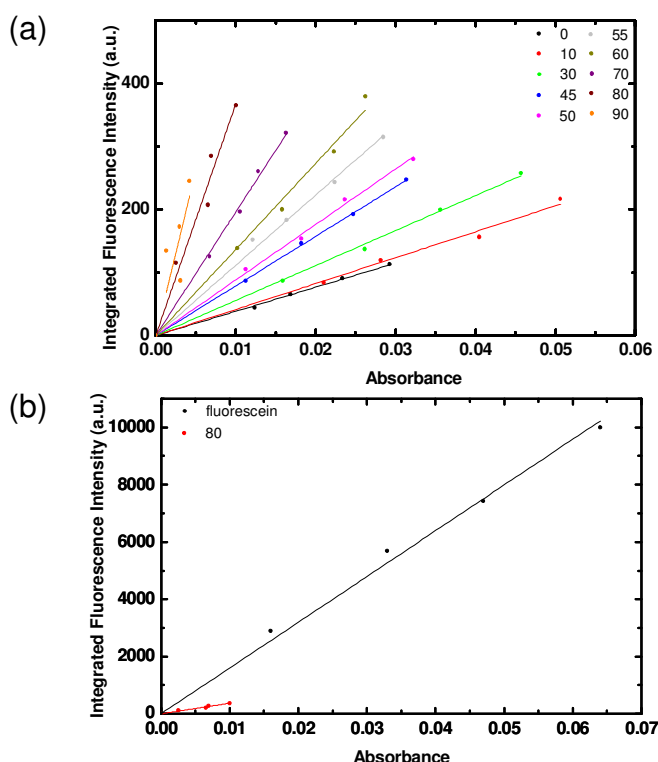 (a)
0 55
10 60
30 70
45 80
50 90
Integrated Fluorescence Intensity (a.u.)
400
200
0
0.00 0.01 0.02 0.03 0.04 0.05 0.06
Absorbance
(b)
fluorescein
80
Integrated Fluorescence Intensity (a.u.)
10000
8000
6000
4000
2000
0
0.00 0.01 0.02 0.03 0.04 0.05 0.06 0.07
Absorbance